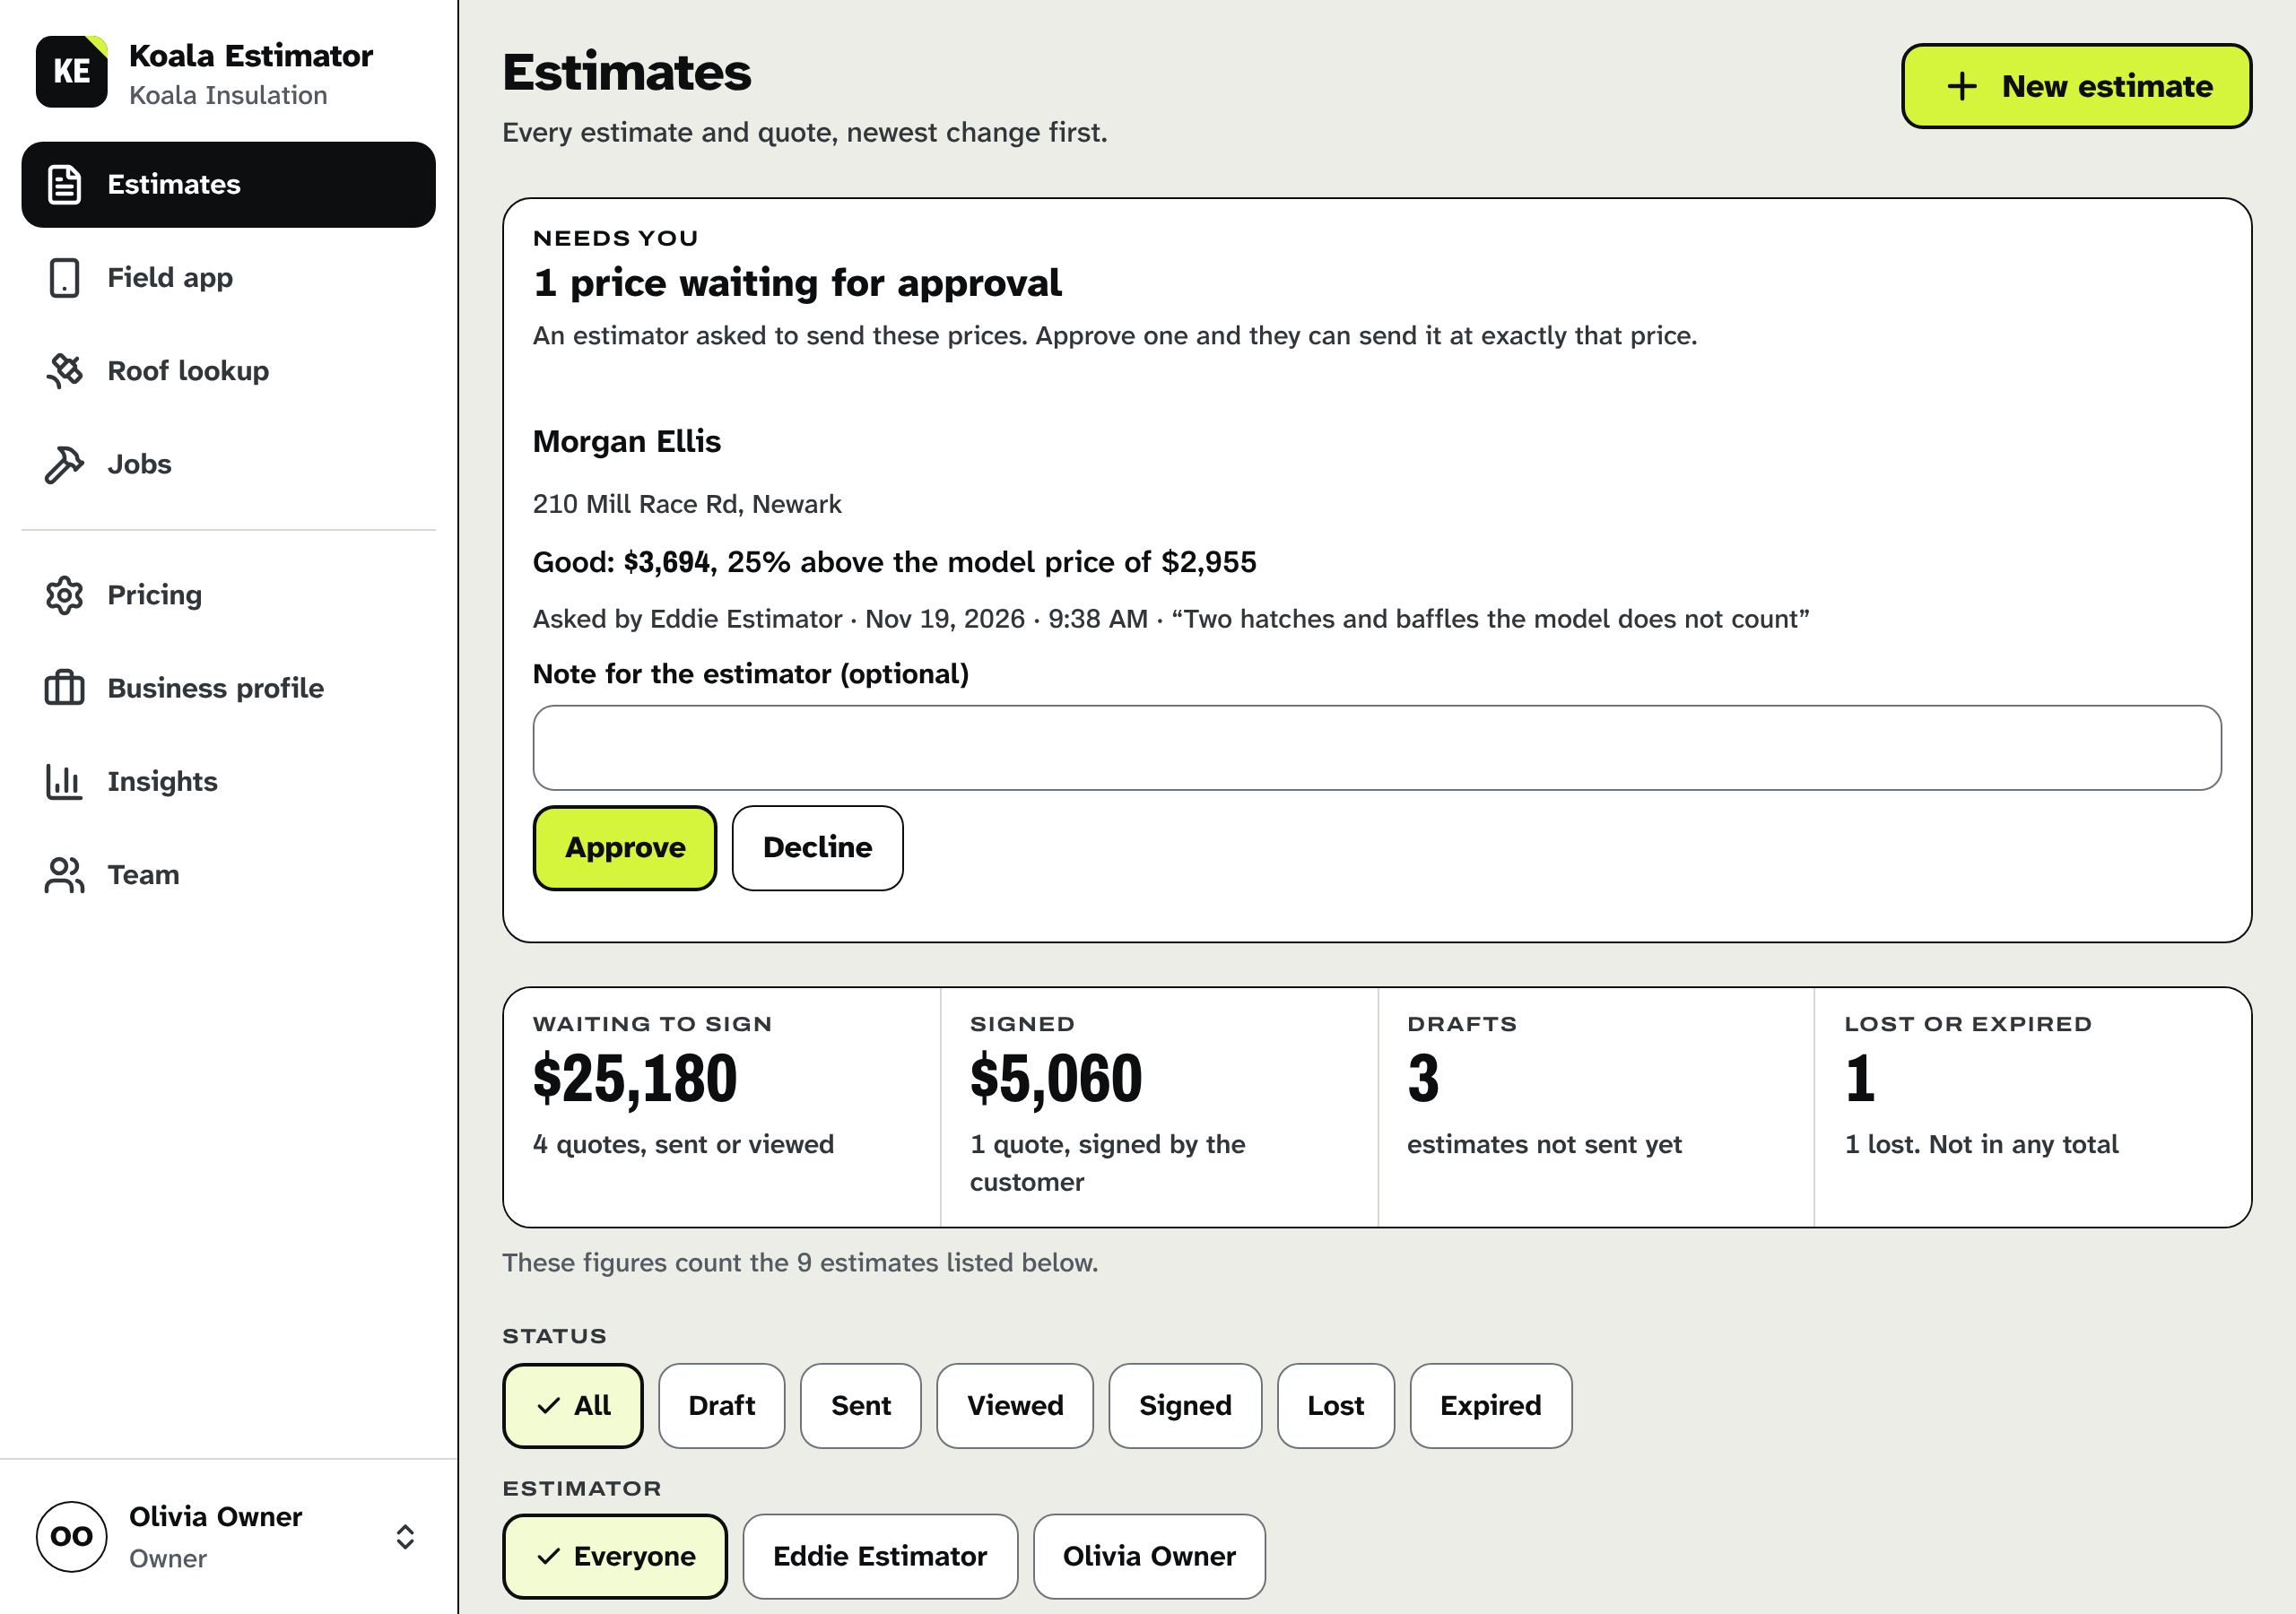 KE
Koala Estimator
Koala Insulation
Estimates
Field app
Roof lookup
Jobs
Pricing
Business profile
Insights
Team
OO
Olivia Owner
Owner
Estimates
Every estimate and quote, newest change first.
New estimate
NEEDS YOU
1 price waiting for approval
An estimator asked to send these prices. Approve one and they can send it at exactly that price.
Morgan Ellis
210 Mill Race Rd, Newark
Good: $3,694, 25% above the model price of $2,955
Asked by Eddie Estimator · Nov 19, 2026 · 9:38 AM · “Two hatches and baffles the model does not count”
Note for the estimator (optional)
Approve
Decline
WAITING TO SIGN
$25,180
4 quotes, sent or viewed
SIGNED
$5,060
1 quote, signed by the
customer
DRAFTS
3
estimates not sent yet
LOST OR EXPIRED
1
1 lost. Not in any total
These figures count the 9 estimates listed below.
STATUS
All
Draft
Sent
Viewed
Signed
Lost
Expired
ESTIMATOR
Everyone
Eddie Estimator
Olivia Owner